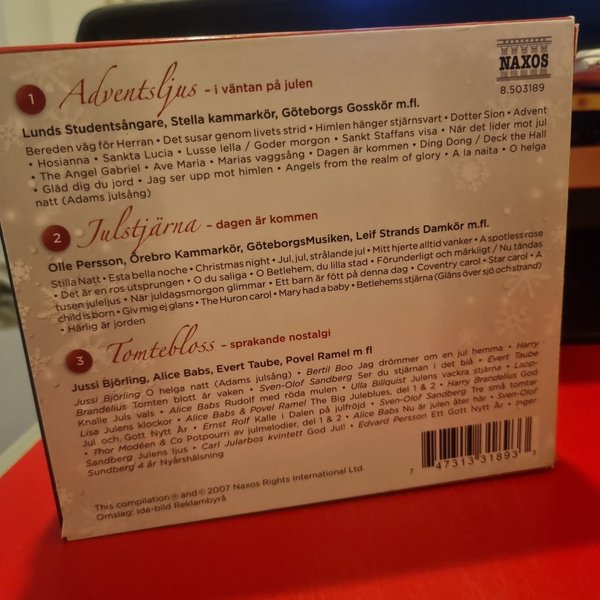 NAXOS
8.503189
1 Adventsljus – i väntan på julen
Lunds Studentsångare, Stella kammarkör, Göteborgs Gosskör m.fl.
Bereden väg för Herran • Det susar genom livets strid • Himlen hänger stjärnsvart • Dotter Sion • Advent
• Hosianna • Sankta Lucia • Lusse lella / Goder morgon • Sankt Staffans visa • När det lider mot jul
• The Angel Gabriel • Ave Maria • Marias vaggsång • Dagen är kommen • Ding Dong / Deck the Hall
• Gläd dig du jord • Jag ser upp mot himlen • Angels from the realm of glory • A la naita • O helga
natt (Adams julsång)
2 Julstjärna – dagen är kommen
Olle Persson, Örebro Kammarkör, GöteborgsMusiken, Leif Strands Damkör m.fl.
Stilla Natt • Esta bella noche • Christmas night • Jul, jul, strålande jul • Mitt hjerte alltid vanker • A spotless rose
• Det är en ros utsprungen • O du saliga • O Betlehem, du lilla stad • Förunderligt och märkligt / Nu tändas
tusen juleljus • När juldagsmorgon glimmar • Ett barn är fött på denna dag • Coventry carol • Star carol • A
child is born • Giv mig ej glans • The Huron carol • Mary had a baby • Betlehems stjärna (Gläns över sjö och strand)
• Härlig är jorden
3 Tomtebloss – sprakande nostalgi
Jussi Björling, Alice Babs, Evert Taube, Povel Ramel m fl
Jussi Björling O helga natt (Adams julsång) • Bertil Boo Jag drömmer om en jul hemma • Harry
Brandelius Tomten blott är vaken • Sven-Olof Sandberg Ser du stjärnan i det blå • Evert Taube
Knalle Juls vals • Alice Babs Rudolf med röda mulen • Ulla Billquist Julens vackra stjärna • Lapp-
Lisa Julens klockor • Alice Babs & Povel Ramel The Big Juleblues, del 1 & 2 • Harry Brandelius God
Jul och Gott Nytt År • Ernst Rolf Kalle i Dalen på julfröjd • Sven-Olof Sandberg Tre små tomtar
• Thor Modéen & Co Potpourri av julmelodier, del 1 & 2 • Alice Babs Nu är julen åter här • Sven-Olof
Sandberg Julens ljus • Carl Jularbos kvintett God Jul! • Edvard Persson Ett Gott Nytt År • Inger
Sundberg 4 år Nyårshälsning
This compilation ℗ and © 2007 Naxos Rights International Ltd.
Omslag: Idé-bild Reklambyrå
7 47313 31893 3